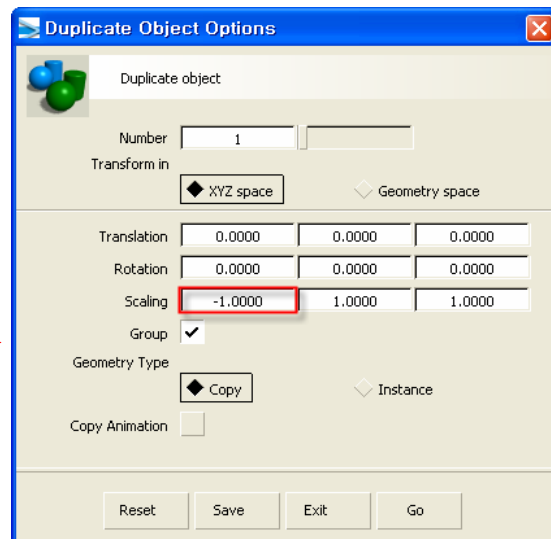 Duplicate Object Options
Duplicate object
Number 1
Transform in
XYZ space Geometry space
Translation 0.0000 0.0000 0.0000
Rotation 0.0000 0.0000 0.0000
Scaling -1.0000 1.0000 1.0000
Group
Geometry Type
Copy Instance
Copy Animation
Reset Save Exit Go